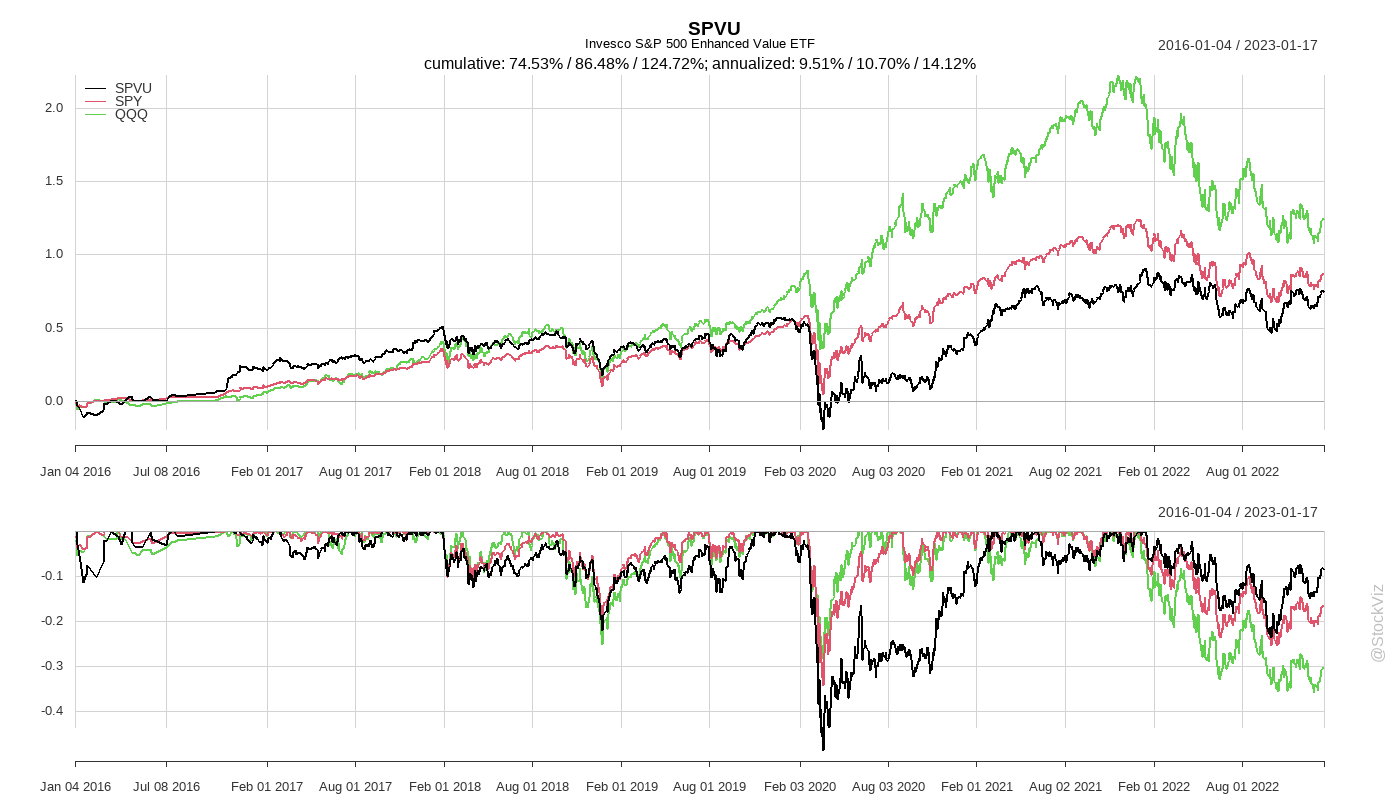 SPVU
Invesco S&P 500 Enhanced Value ETF
2016-01-04 / 2023-01-17
cumulative: 74.53% / 86.48% / 124.72%; annualized: 9.51% / 10.70% / 14.12%
SPVU
SPY
QQQ
2.0
1.5
1.0
0.5
0.0
Jan 04 2016 Jul 08 2016 Feb 01 2017 Aug 01 2017 Feb 01 2018 Aug 01 2018 Feb 01 2019 Aug 01 2019 Feb 03 2020 Aug 03 2020 Feb 01 2021 Aug 02 2021 Feb 01 2022 Aug 01 2022
2016-01-04 / 2023-01-17
-0.1
-0.2
-0.3
-0.4
Jan 04 2016 Jul 08 2016 Feb 01 2017 Aug 01 2017 Feb 01 2018 Aug 01 2018 Feb 01 2019 Aug 01 2019 Feb 03 2020 Aug 03 2020 Feb 01 2021 Aug 02 2021 Feb 01 2022 Aug 01 2022
@StockViz